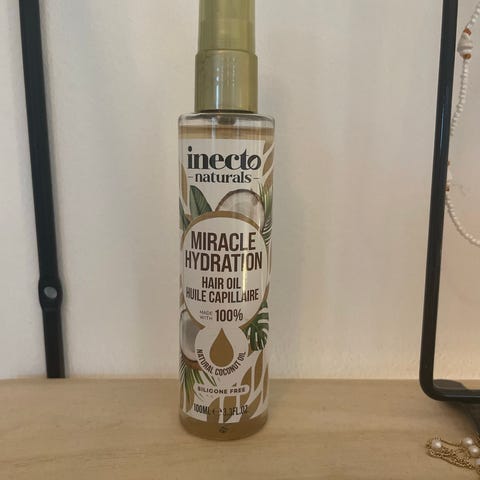 inecto
naturals
MIRACLE
HYDRATION
HAIR OIL
HUILE CAPILLAIRE
MADE WITH 100%
NATURAL COCONUT OIL
SILICONE FREE
100ML ℮ 3.3FL.OZ